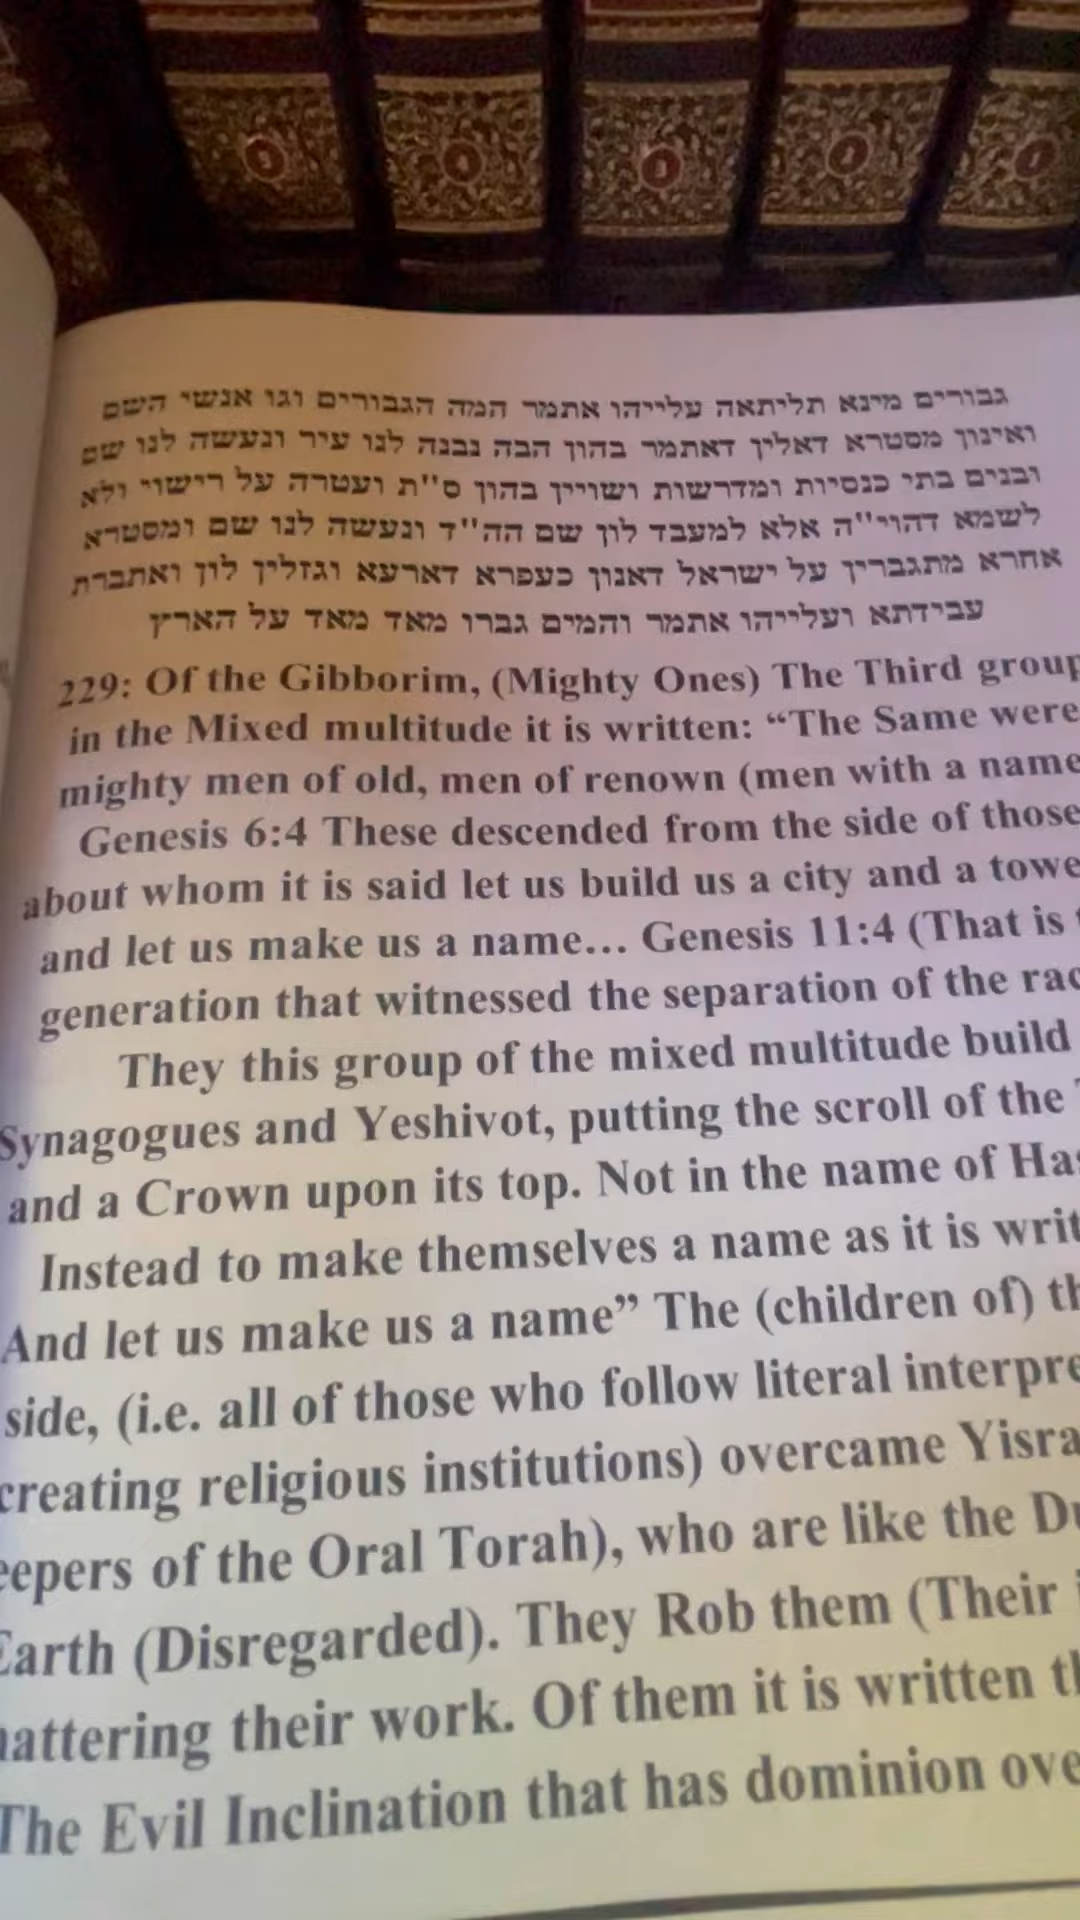 גבורים מינא תליתאה עלייהו אתמר המה הגבורים וגו אנשי השם
ואינון מסטרא דאלין דאתמר בהון הבה נבנה לנו עיר ונעשה לנו שם
ובנים בתי כנסיות ומדרשות ושויין בהון ס"ת ועטרה על רישוי ולא
לשמא דהוי"ה אלא למעבד לון שם הה"ד ונעשה לנו שם ומסטרא
אחרא מתגברין על ישראל דאנון כעפרא דארעא וגזלין לון ואתברת
עבידתא ועלייהו אתמר והמים גברו מאד מאד על הארץ
229: Of the Gibborim, (Mighty Ones) The Third group
in the Mixed multitude it is written: “The Same were
mighty men of old, men of renown (men with a name
Genesis 6:4 These descended from the side of those
about whom it is said let us build us a city and a towe
and let us make us a name... Genesis 11:4 (That is
generation that witnessed the separation of the rac
They this group of the mixed multitude build
Synagogues and Yeshivot, putting the scroll of the
and a Crown upon its top. Not in the name of Has
Instead to make themselves a name as it is writ
And let us make us a name” The (children of) th
side, (i.e. all of those who follow literal interpre
creating religious institutions) overcame Yisra
eepers of the Oral Torah), who are like the Du
Earth (Disregarded). They Rob them (Their
hattering their work. Of them it is written th
The Evil Inclination that has dominion ove